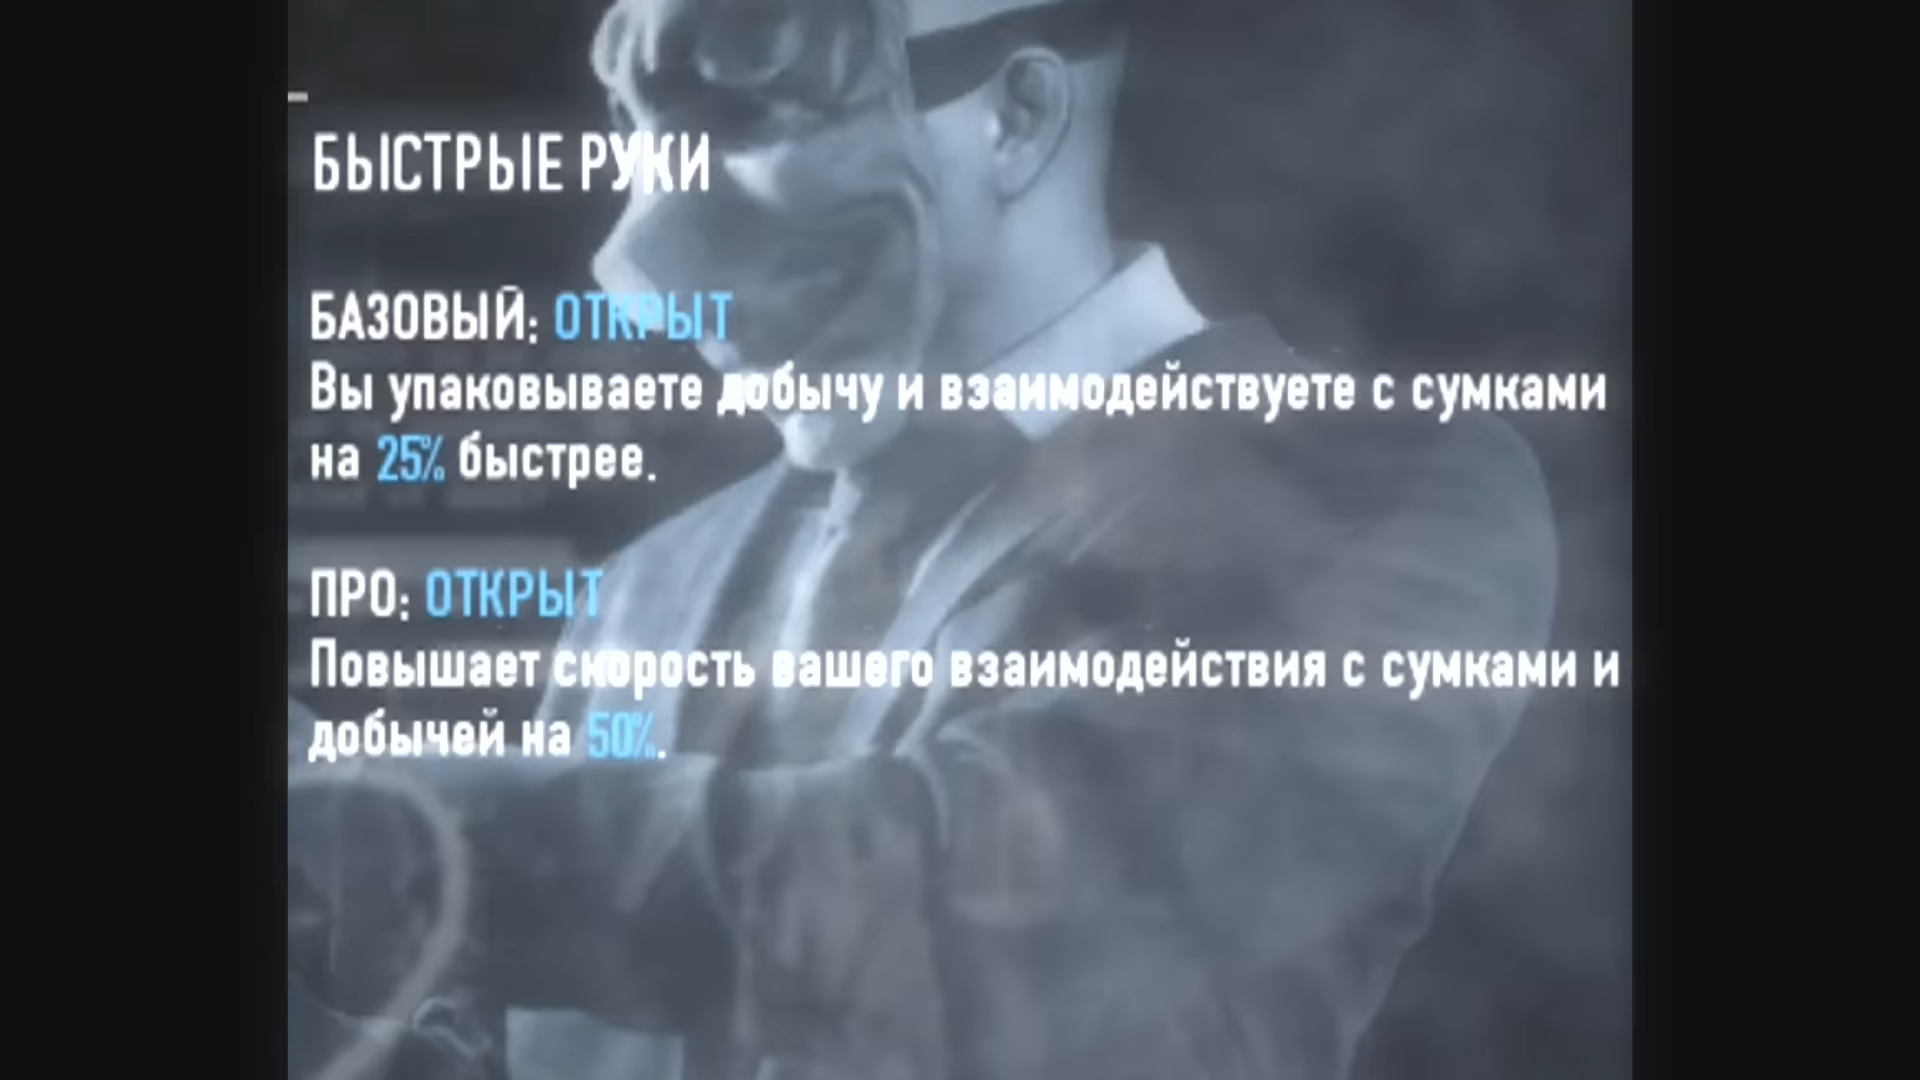 БЫСТРЫЕ РУКИ
БАЗОВЫЙ: ОТКРЫТ
Вы упаковываете добычу и взаимодействуете с сумками
на 25% быстрее.
ПРО: ОТКРЫТ
Повышает скорость вашего взаимодействия с сумками и
добычей на 50%.